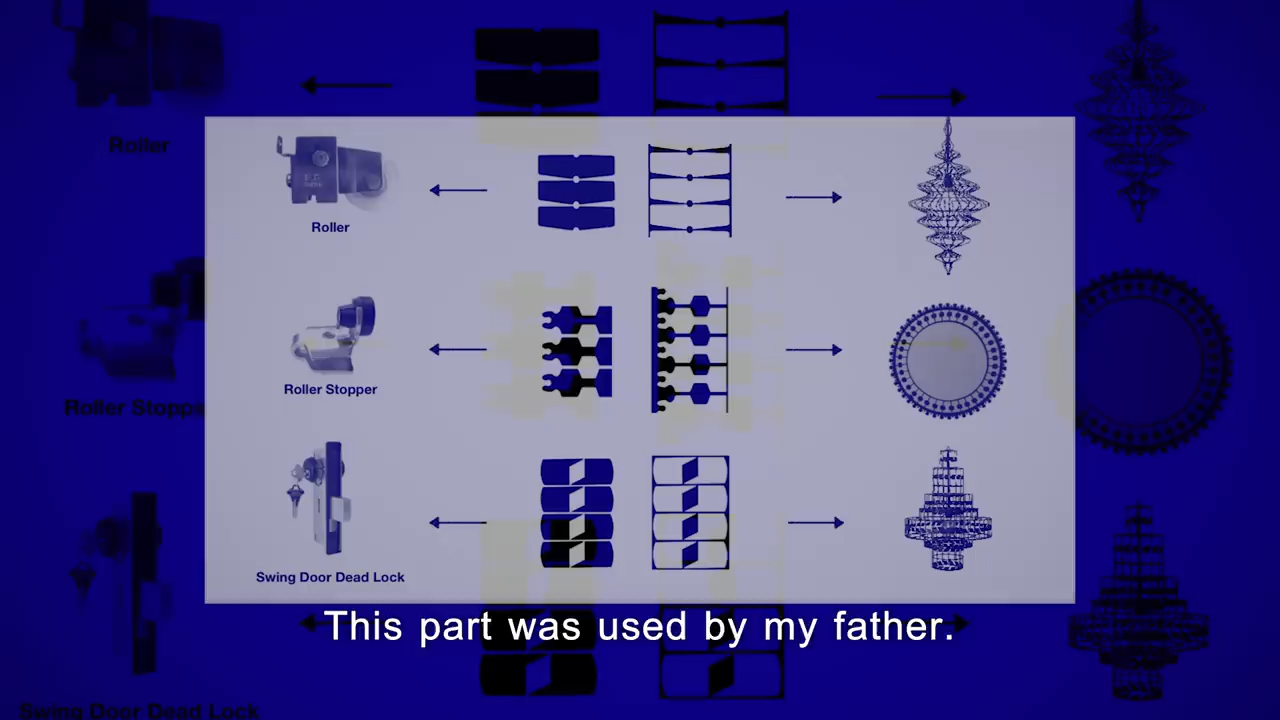 Roller
Roller
Roller Stopper
Roller Stoppe
Swing Door Dead Lock
This part was used by my father.
Swing Door Dead Lock